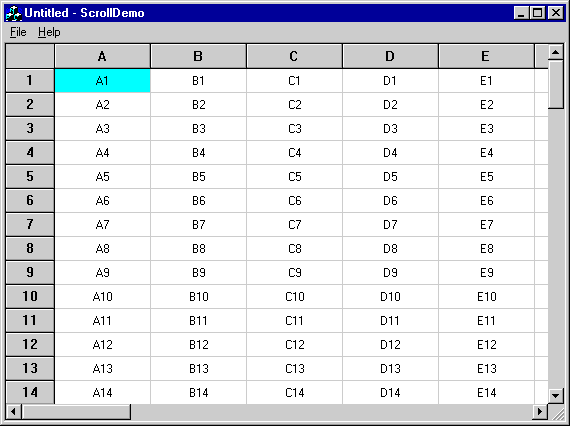 Untitled - ScrollDemo
File Help
A B C D E
1 A1 B1 C1 D1 E1
2 A2 B2 C2 D2 E2
3 A3 B3 C3 D3 E3
4 A4 B4 C4 D4 E4
5 A5 B5 C5 D5 E5
6 A6 B6 C6 D6 E6
7 A7 B7 C7 D7 E7
8 A8 B8 C8 D8 E8
9 A9 B9 C9 D9 E9
10 A10 B10 C10 D10 E10
11 A11 B11 C11 D11 E11
12 A12 B12 C12 D12 E12
13 A13 B13 C13 D13 E13
14 A14 B14 C14 D14 E14